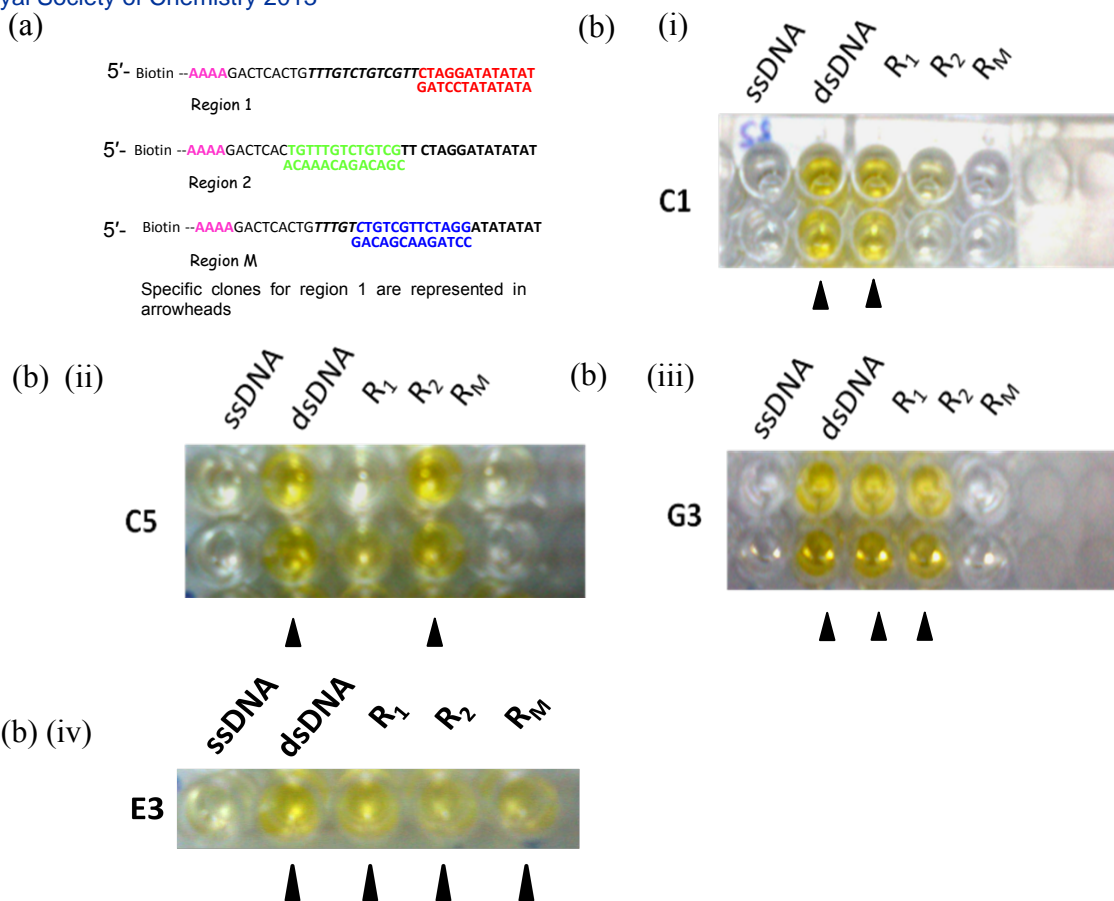 yal Society of Chemistry 2013
(a)
5'- Biotin --AAAAGACTCACTGTTTGTCTGTCGTTCTAGGATATATAT
GATCCTATATATA
Region 1
5'- Biotin --AAAAGACTCACTGTTTGTCTGTCGTT CTAGGATATATAT
ACAAACAGACAGC
Region 2
5'- Biotin --AAAAGACTCACTGTTTGTCTGTCGTTCTAGGATATATAT
GACAGCAAGATCC
Region M
Specific clones for region 1 are represented in
arrowheads
(b) (i)
ssDNA dsDNA R1 R2 RM
C1
(b) (ii)
ssDNA dsDNA R1 R2 RM
C5
(b) (iii)
ssDNA dsDNA R1 R2 RM
G3
(b) (iv)
ssDNA dsDNA R1 R2 RM
E3